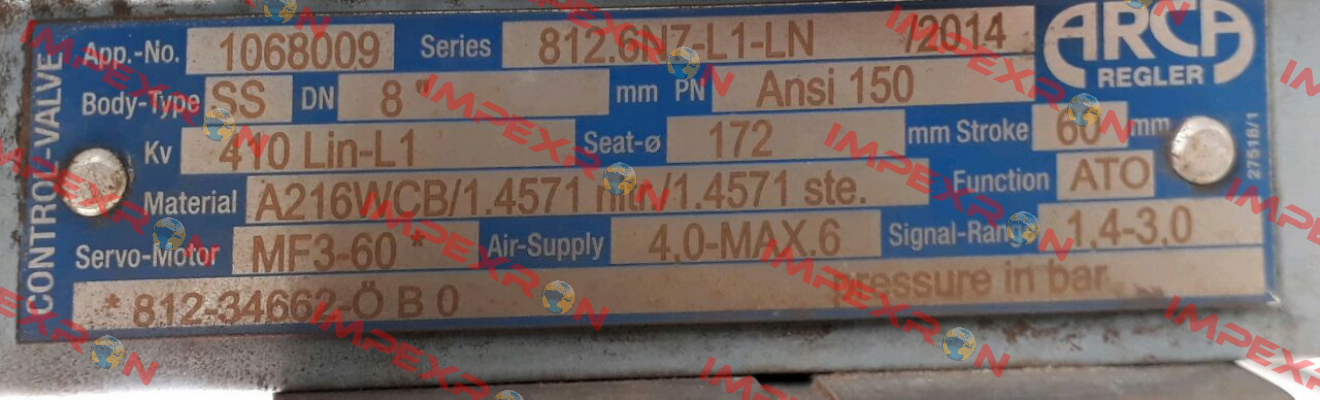 CONTROL-VALVE
App.-No. 1068009 Series 812.6N7-L1-LN /2014
ARCA
REGLER
Body-Type SS DN 8" mm PN Ansi 150
Kv 410 Lin-L1 Seat-ø 172 mm Stroke 60 mm
Material A216WCB/1.4571 nitr/1.4571 ste. Function ATO
Servo-Motor MF3-60 * Air-Supply 4,0-MAX.6 Signal-Range 1,4-3,0
* 812-34662-Ö B 0 pressure in bar
27518/1
IMPEXRON